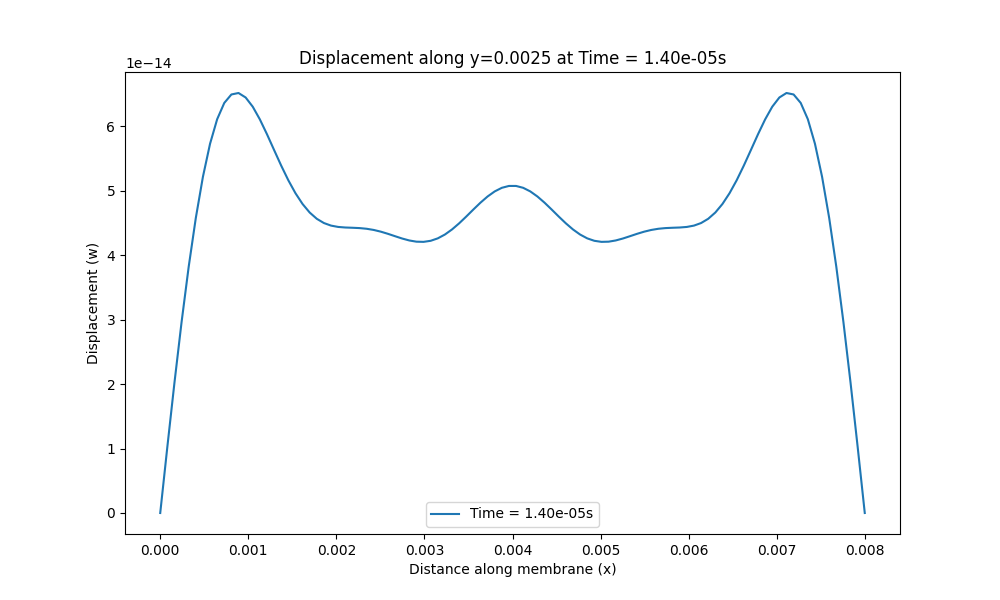 Displacement along y=0.0025 at Time = 1.40e-05s
1e−14
6
5
4
3
2
1
0
Displacement (w)
Time = 1.40e-05s
0.000 0.001 0.002 0.003 0.004 0.005 0.006 0.007 0.008
Distance along membrane (x)